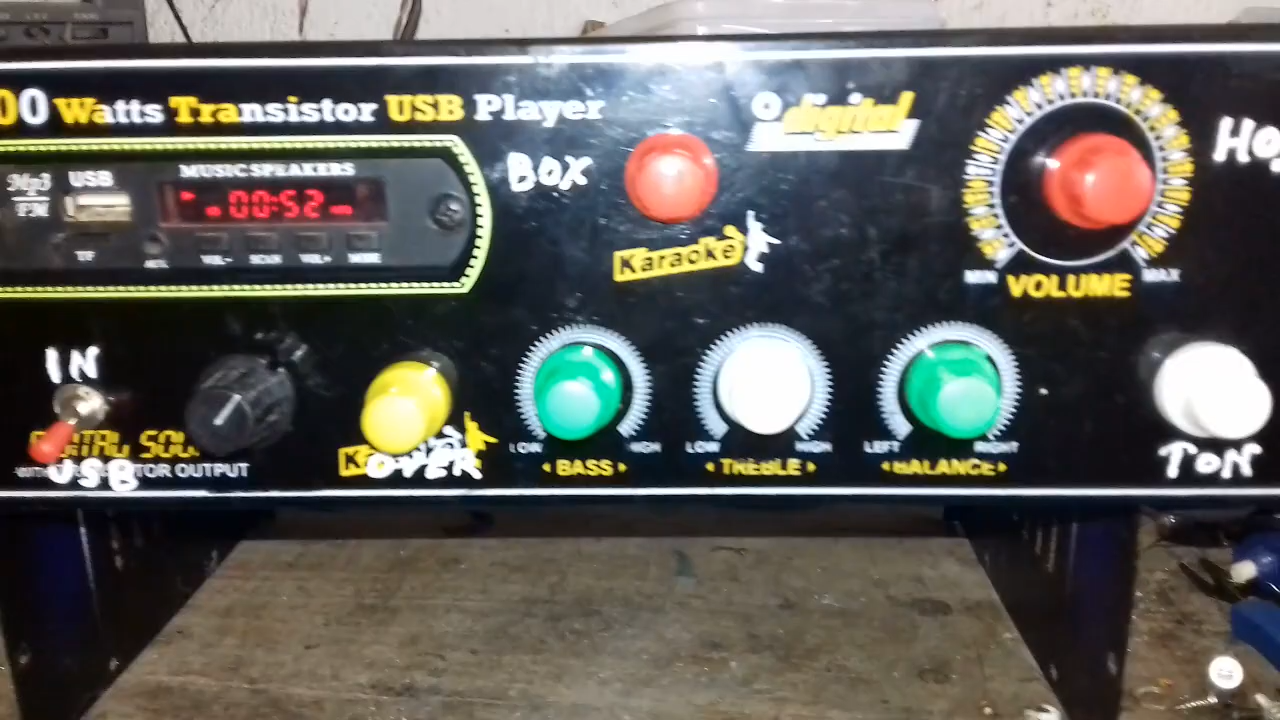 00 Watts Transistor USB Player
digital
MUSIC SPEAKERS
Mp3
FM
USB
00:52
TF
VOL-
SCAN
VOL+
MODE
BOX
Karaoke
MIN
MAX
VOLUME
IN
USB
OUTPUT
OVER
LOW
HIGH
BASS
LOW
HIGH
TREBLE
LEFT
RIGHT
BALANCE
TON